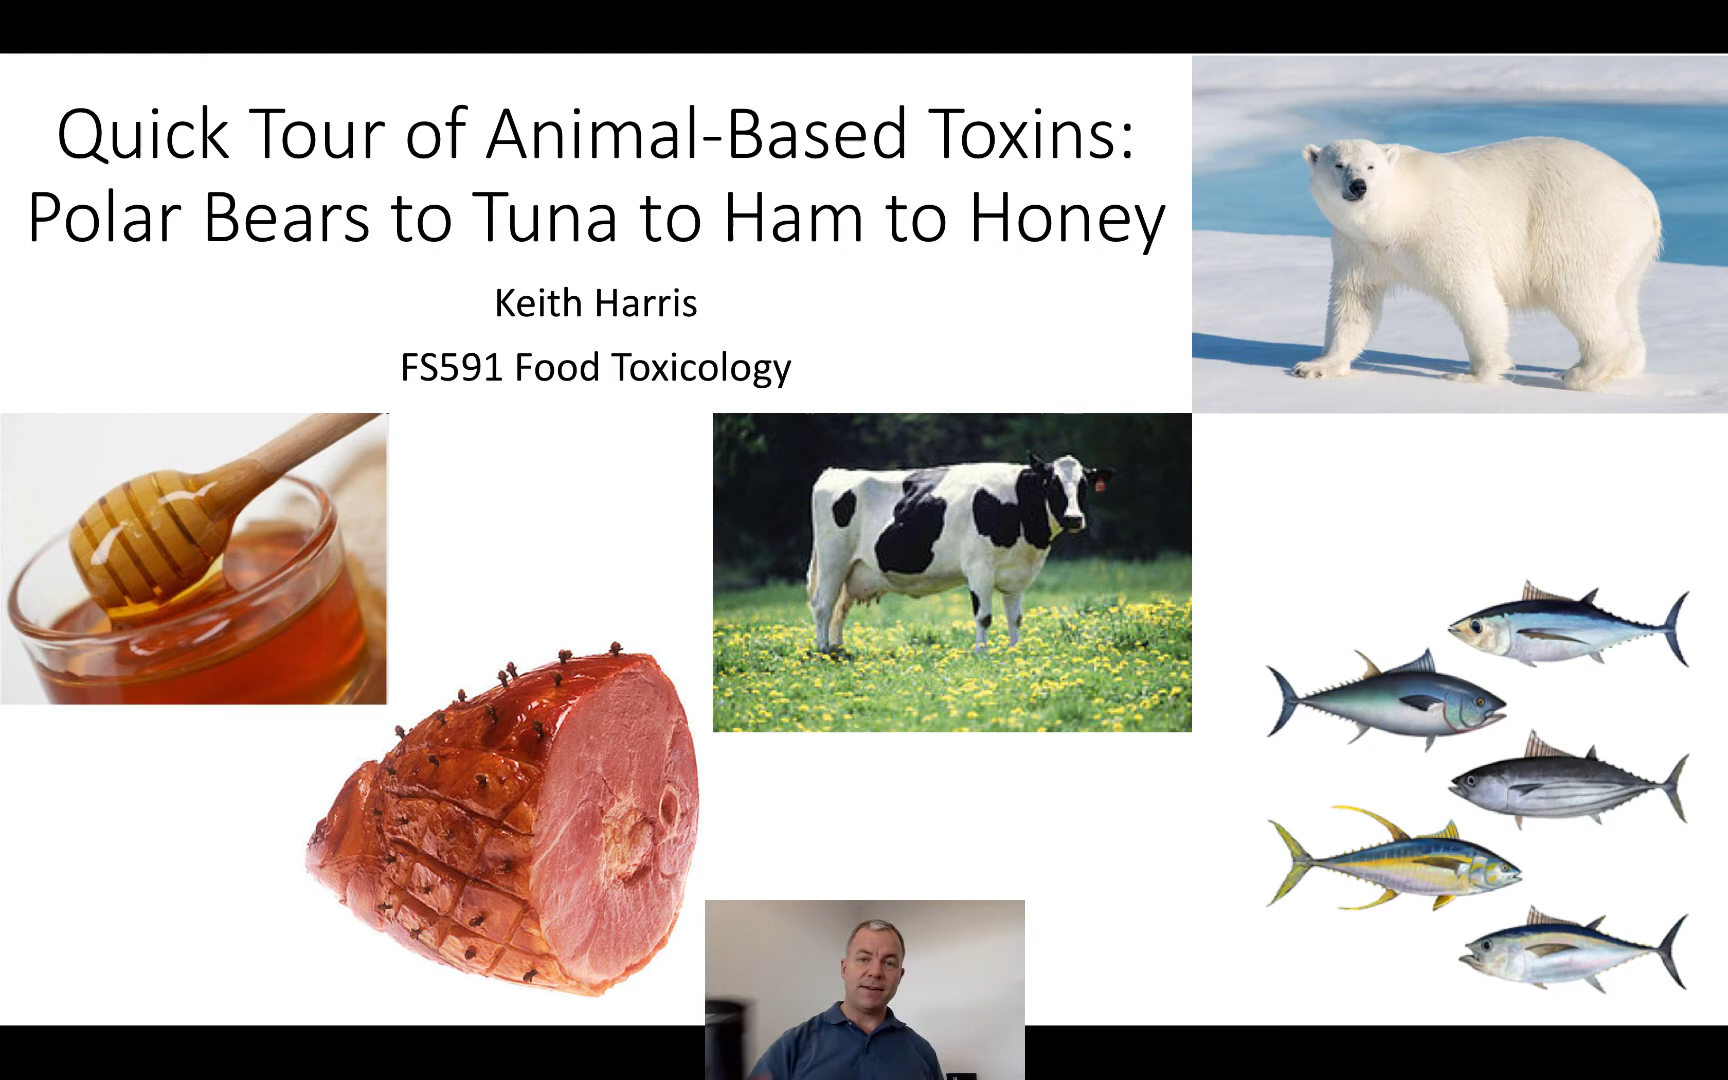 Quick Tour of Animal-Based Toxins:
Polar Bears to Tuna to Ham to Honey
Keith Harris
FS591 Food Toxicology